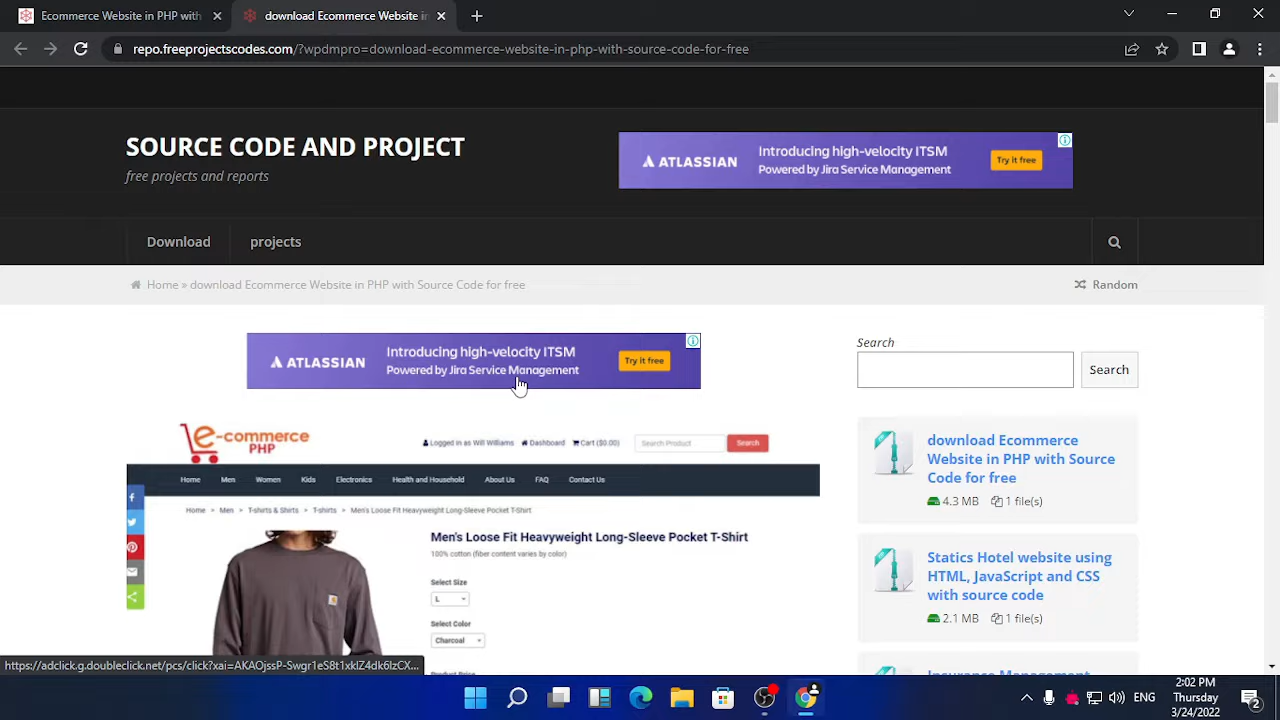 Ecommerce Website in PHP with
download Ecommerce Website in
repo.freeprojectscodes.com/?wpdmpro=download-ecommerce-website-in-php-with-source-code-for-free
SOURCE CODE AND PROJECT
free projects and reports
ATLASSIAN
Introducing high-velocity ITSM
Powered by Jira Service Management
Try it free
Download
projects
Home » download Ecommerce Website in PHP with Source Code for free
Random
ATLASSIAN
Introducing high-velocity ITSM
Powered by Jira Service Management
Try it free
Search
Search
e-commerce
PHP
Logged in as Will Williams
Dashboard
Cart ($0.00)
Search Product
Search
Home
Men
Women
Kids
Electronics
Health and Household
About Us
FAQ
Contact Us
Home > Men > T-shirts & Shirts > T-shirts > Men's Loose Fit Heavyweight Long-Sleeve Pocket T-Shirt
Men's Loose Fit Heavyweight Long-Sleeve Pocket T-Shirt
100% cotton (fiber content varies by color)
Select Size
L
Select Color
Charcoal
Product Price
download Ecommerce
Website in PHP with Source
Code for free
4.3 MB 1 file(s)
Statics Hotel website using
HTML, JavaScript and CSS
with source code
2.1 MB 1 file(s)
Insurance Management
ENG
2:02 PM
Thursday
3/24/2022
2